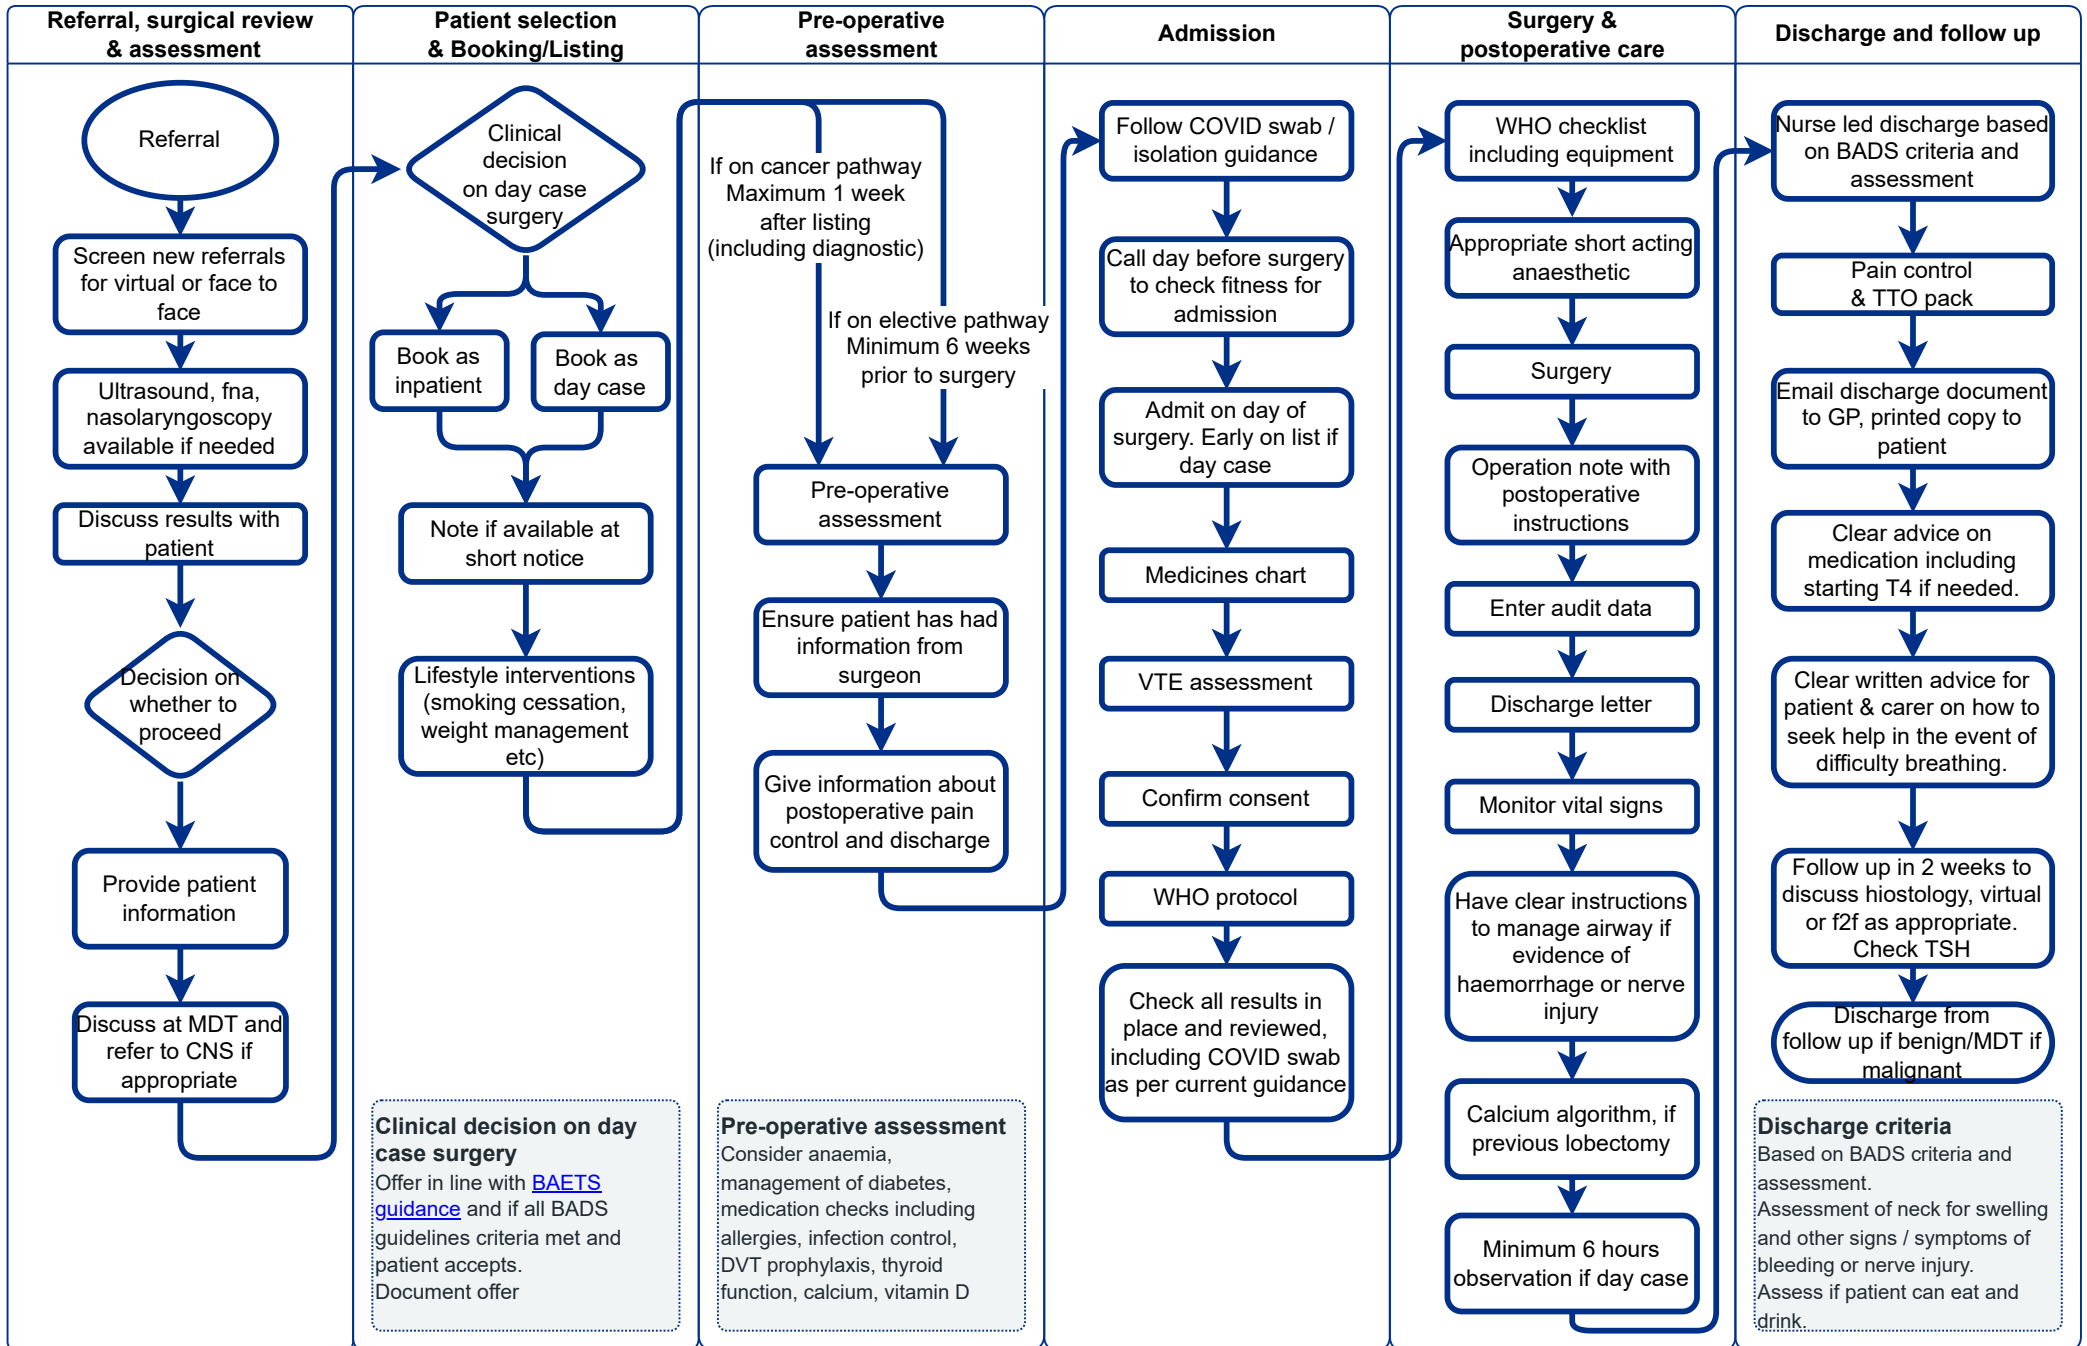 Referral, surgical review
& assessment
Referral
Screen new referrals
for virtual or face to
face
Ultrasound, fna,
nasolaryngoscopy
available if needed
Discuss results with
patient
Decision on
whether to
proceed
Provide patient
information
Discuss at MDT and
refer to CNS if
appropriate
Patient selection
& Booking/Listing
Clinical
decision
on day case
surgery
Book as
inpatient
Book as
day case
Note if available at
short notice
Lifestyle interventions
(smoking cessation,
weight management
etc)
Clinical decision on day
case surgery
Offer in line with BAETS
guidance and if all BADS
guidelines criteria met and
patient accepts.
Document offer
Pre-operative
assessment
If on cancer pathway
Maximum 1 week
after listing
(including diagnostic)
If on elective pathway
Minimum 6 weeks
prior to surgery
Pre-operative
assessment
Ensure patient has had
information from
surgeon
Give information about
postoperative pain
control and discharge
Pre-operative assessment
Consider anaemia,
management of diabetes,
medication checks including
allergies, infection control,
DVT prophylaxis, thyroid
function, calcium, vitamin D
Admission
Follow COVID swab /
isolation guidance
Call day before surgery
to check fitness for
admission
Admit on day of
surgery. Early on list if
day case
Medicines chart
VTE assessment
Confirm consent
WHO protocol
Check all results in
place and reviewed,
including COVID swab
as per current guidance
Surgery &
postoperative care
WHO checklist
including equipment
Appropriate short acting
anaesthetic
Surgery
Operation note with
postoperative
instructions
Enter audit data
Discharge letter
Monitor vital signs
Have clear instructions
to manage airway if
evidence of
haemorrhage or nerve
injury
Calcium algorithm, if
previous lobectomy
Minimum 6 hours
observation if day case
Discharge and follow up
Nurse led discharge based
on BADS criteria and
assessment
Pain control
& TTO pack
Email discharge document
to GP, printed copy to
patient
Clear advice on
medication including
starting T4 if needed.
Clear written advice for
patient & carer on how to
seek help in the event of
difficulty breathing.
Follow up in 2 weeks to
discuss hiostology, virtual
or f2f as appropriate.
Check TSH
Discharge from
follow up if benign/MDT if
malignant
Discharge criteria
Based on BADS criteria and
assessment.
Assessment of neck for swelling
and other signs / symptoms of
bleeding or nerve injury.
Assess if patient can eat and
drink.